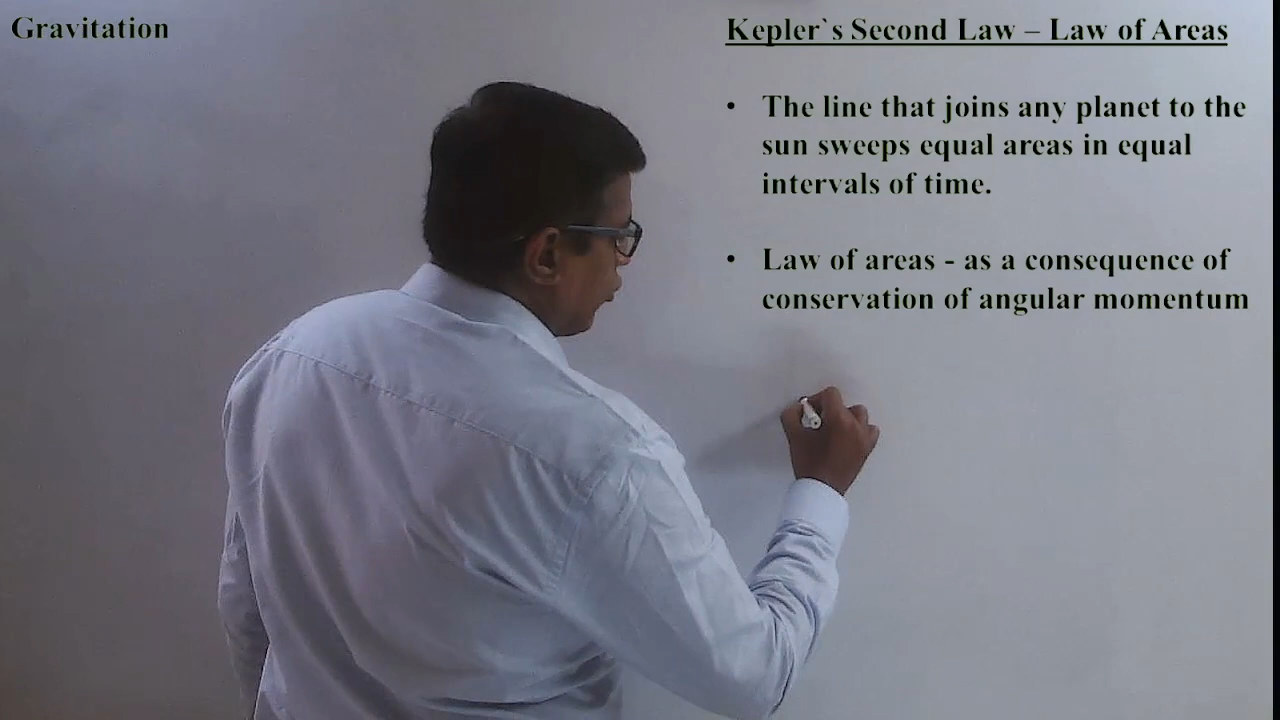 Gravitation
Kepler`s Second Law – Law of Areas
• The line that joins any planet to the
sun sweeps equal areas in equal
intervals of time.
• Law of areas - as a consequence of
conservation of angular momentum